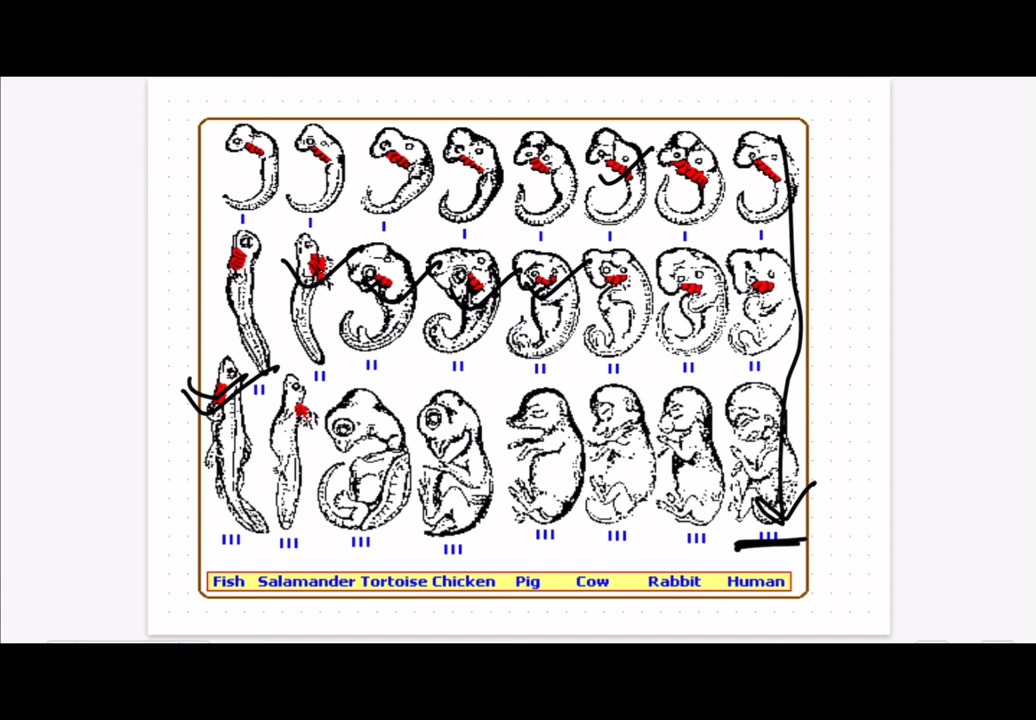 I I I I I I I I
II II II II II II II II
III III III III III III III III
Fish Salamander Tortoise Chicken Pig Cow Rabbit Human